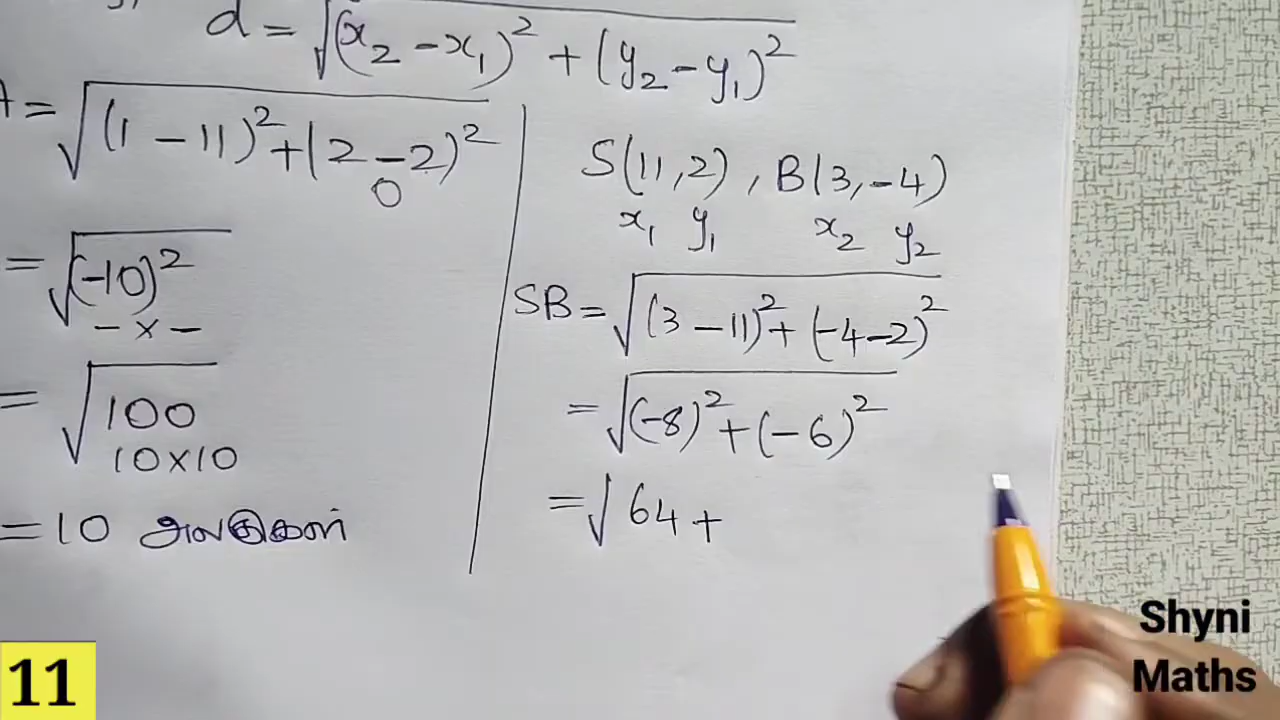 d = √(x₂ - x₁)² + (y₂ - y₁)²
= √(1 - 11)² + (2 - 2)²
0
= √(-10)²
- × -
= √100
10×10
= 10 அலகுகள்
S(11,2), B(3,-4)
x₁ y₁ x₂ y₂
SB = √(3 - 11)² + (-4-2)²
= √(-8)² + (-6)²
= √64 +
11
Shyni
Maths